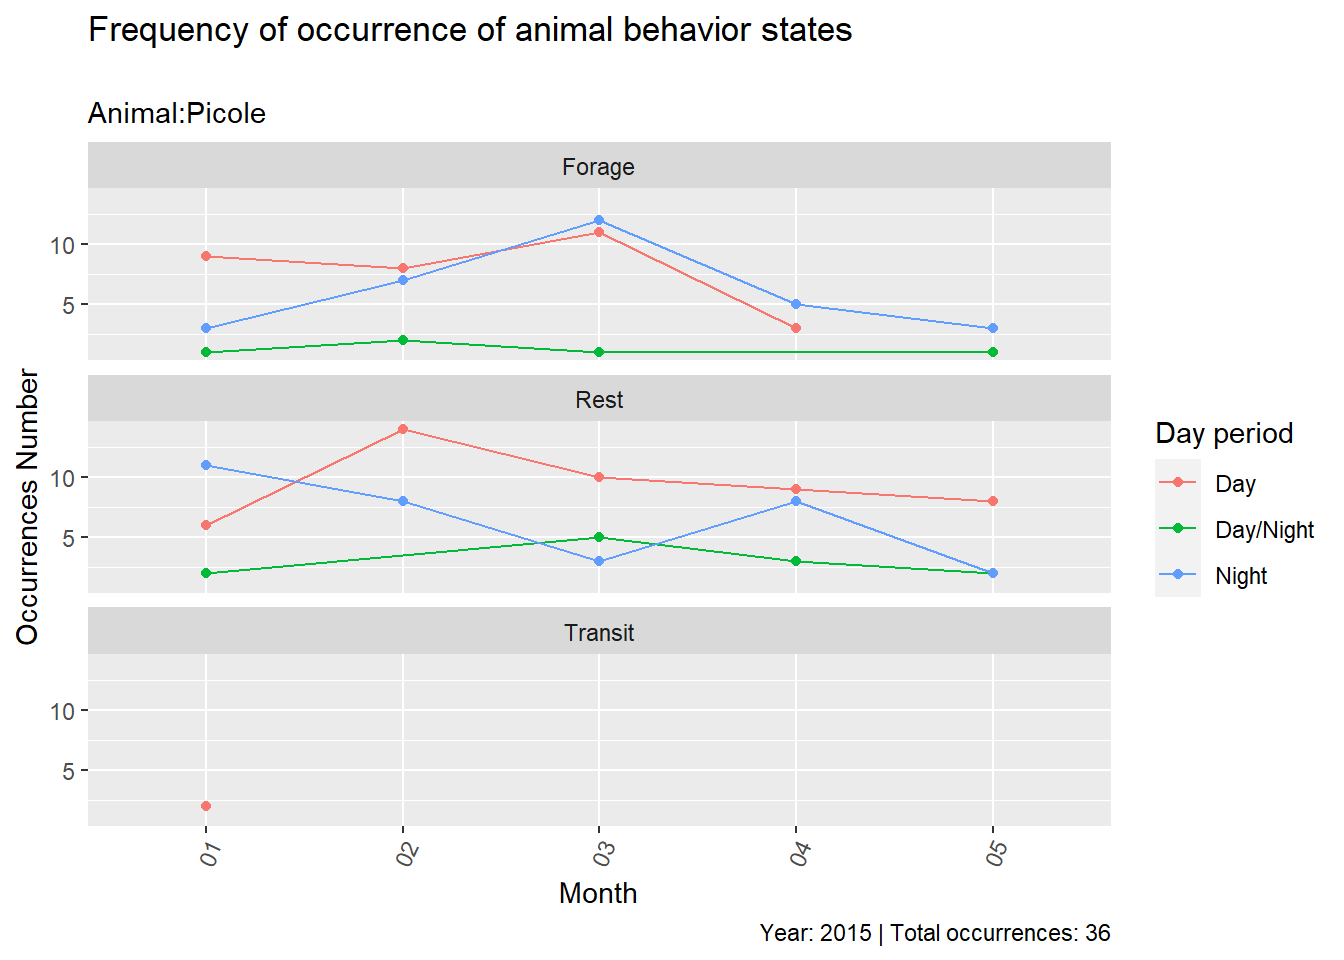 Frequency of occurrence of animal behavior states
Animal:Picole
Forage
10
5
Rest
10
5
Transit
10
5
Occurrences Number
01
02
03
04
05
Month
Day period
Day
Day/Night
Night
Year: 2015 | Total occurrences: 36